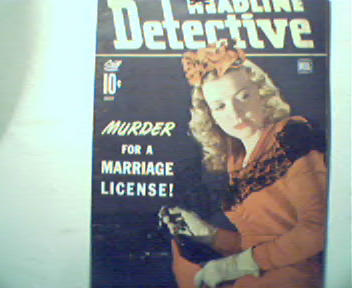 HEADLINE
Detective
10¢
MURDER
FOR A
MARRIAGE
LICENSE!